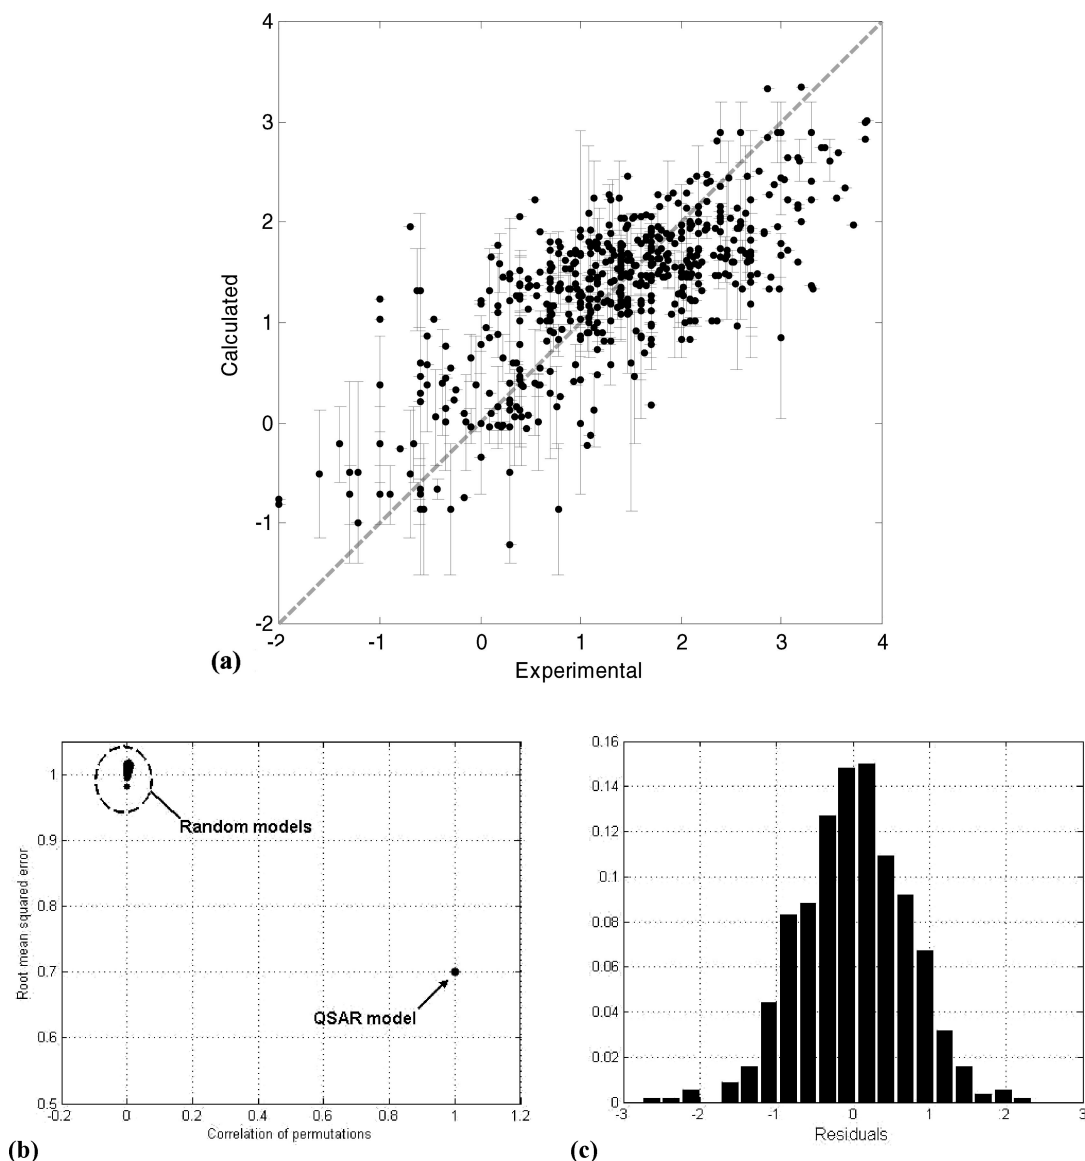 4
3
2
1
0
-1
-2
Calculated
-2 -1 0 1 2 3 4
(a)
Experimental
1
0.9
0.8
0.7
0.6
0.5
Root mean squared error
Random models
QSAR model
-0.2 0 0.2 0.4 0.6 0.8 1 1.2
Correlation of permutations
(b)
0.16
0.14
0.12
0.1
0.08
0.06
0.04
0.02
0
-3 -2 -1 0 1 2 3
Residuals
(c)